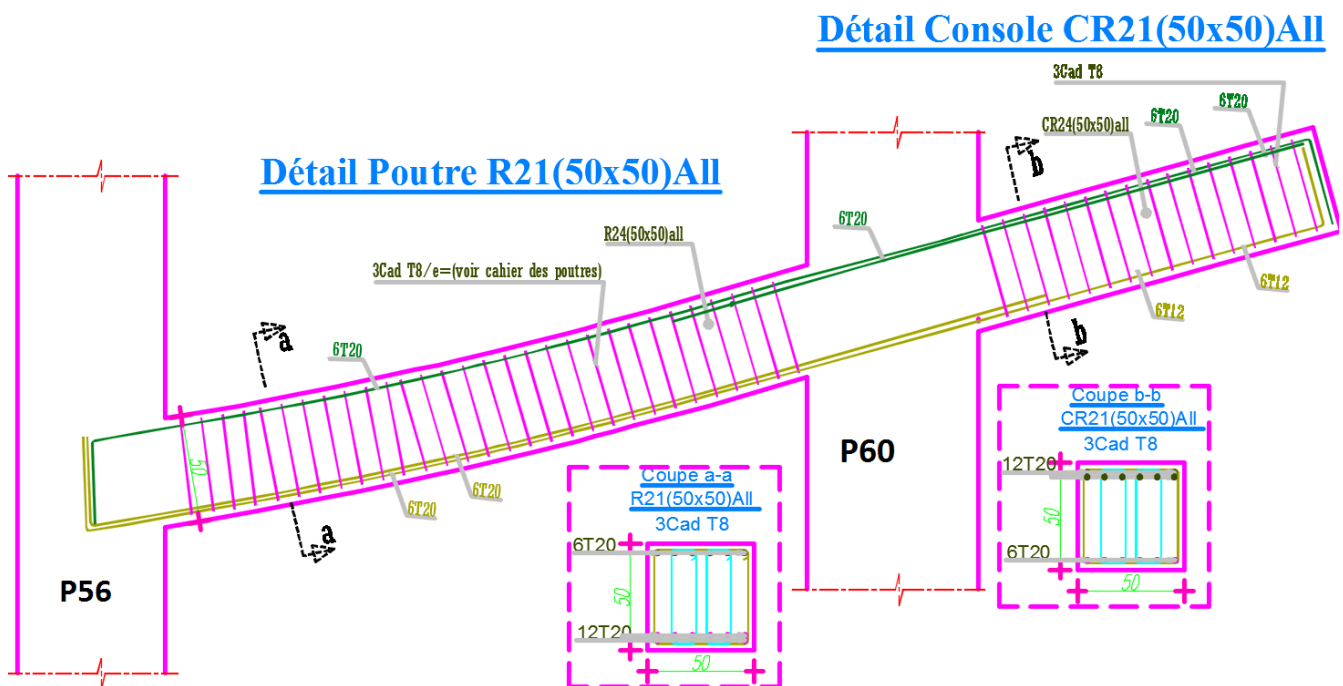 Détail Console CR21(50x50)All
3Cad T8
6T20
6T20
CR24(50x50)all
b
Détail Poutre R21(50x50)All
6T20
R24(50x50)all
3Cad T8/e=(voir cahier des poutres)
a
6T20
6T12
6T12
b
50
6T20
6T20
a
P56
P60
Coupe a-a
R21(50x50)All
3Cad T8
6T20
50
12T20
50
Coupe b-b
CR21(50x50)All
3Cad T8
12T20
50
6T20
50